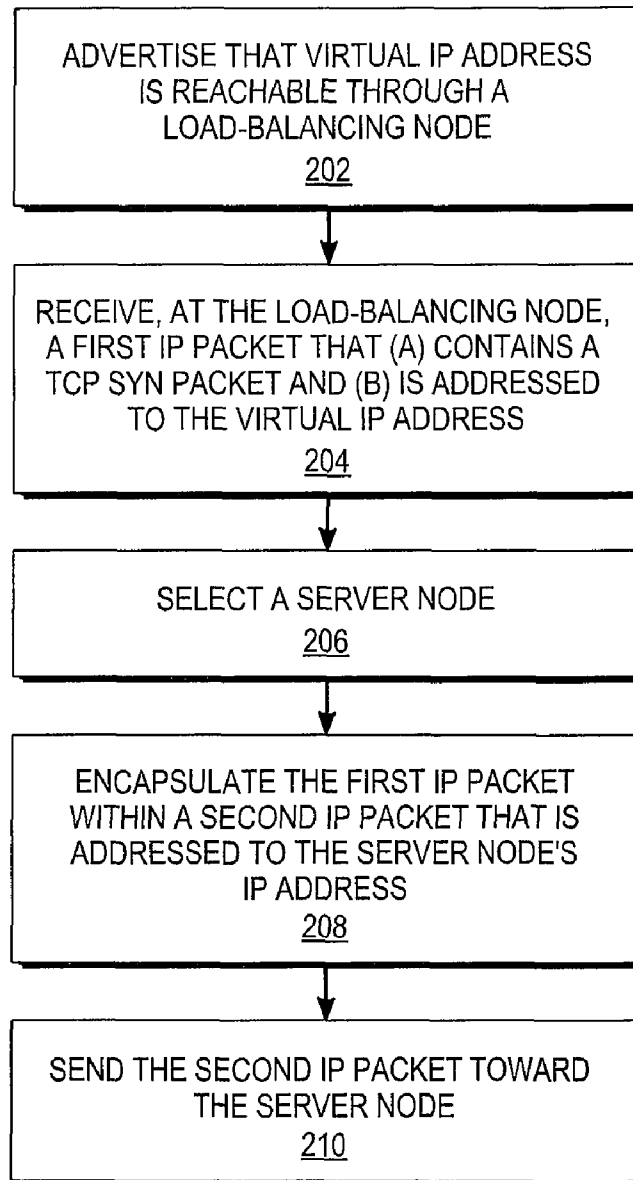 ADVERTISE THAT VIRTUAL IP ADDRESS
IS REACHABLE THROUGH A
LOAD-BALANCING NODE
202
RECEIVE, AT THE LOAD-BALANCING NODE,
A FIRST IP PACKET THAT (A) CONTAINS A
TCP SYN PACKET AND (B) IS ADDRESSED
TO THE VIRTUAL IP ADDRESS
204
SELECT A SERVER NODE
206
ENCAPSULATE THE FIRST IP PACKET
WITHIN A SECOND IP PACKET THAT IS
ADDRESSED TO THE SERVER NODE'S
IP ADDRESS
208
SEND THE SECOND IP PACKET TOWARD
THE SERVER NODE
210